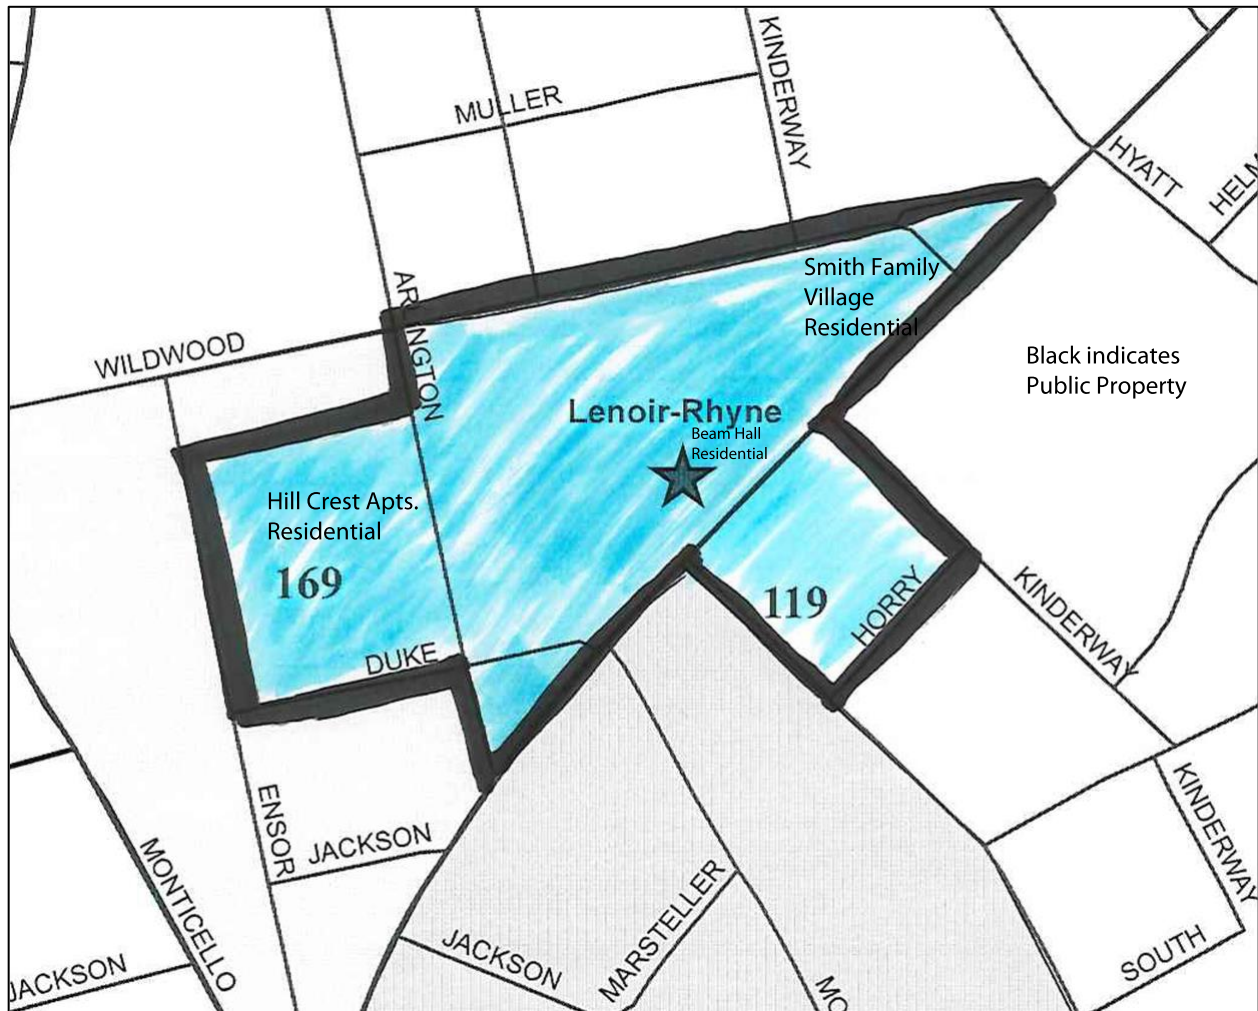 KINDERWAY
MULLER
HYATT
ARLINGTON
Smith Family
Village
Residential
WILDWOOD
Black indicates
Public Property
Lenoir-Rhyne
Beam Hall
Residential
Hill Crest Apts.
Residential
169
119
HORRY
KINDERWAY
DUKE
ENSOR
JACKSON
KINDERWAY
MONTICELLO
MARSTELLER
JACKSON
SOUTH
JACKSON